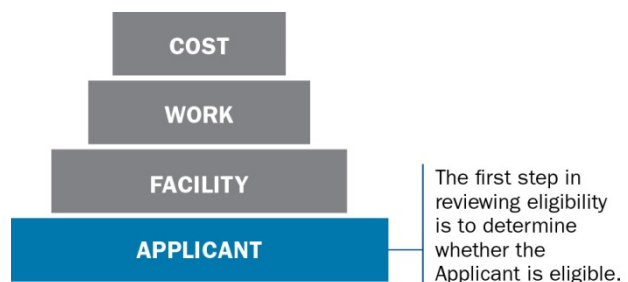 COST
WORK
FACILITY
APPLICANT
The first step in
reviewing eligibility
is to determine
whether the
Applicant is eligible.